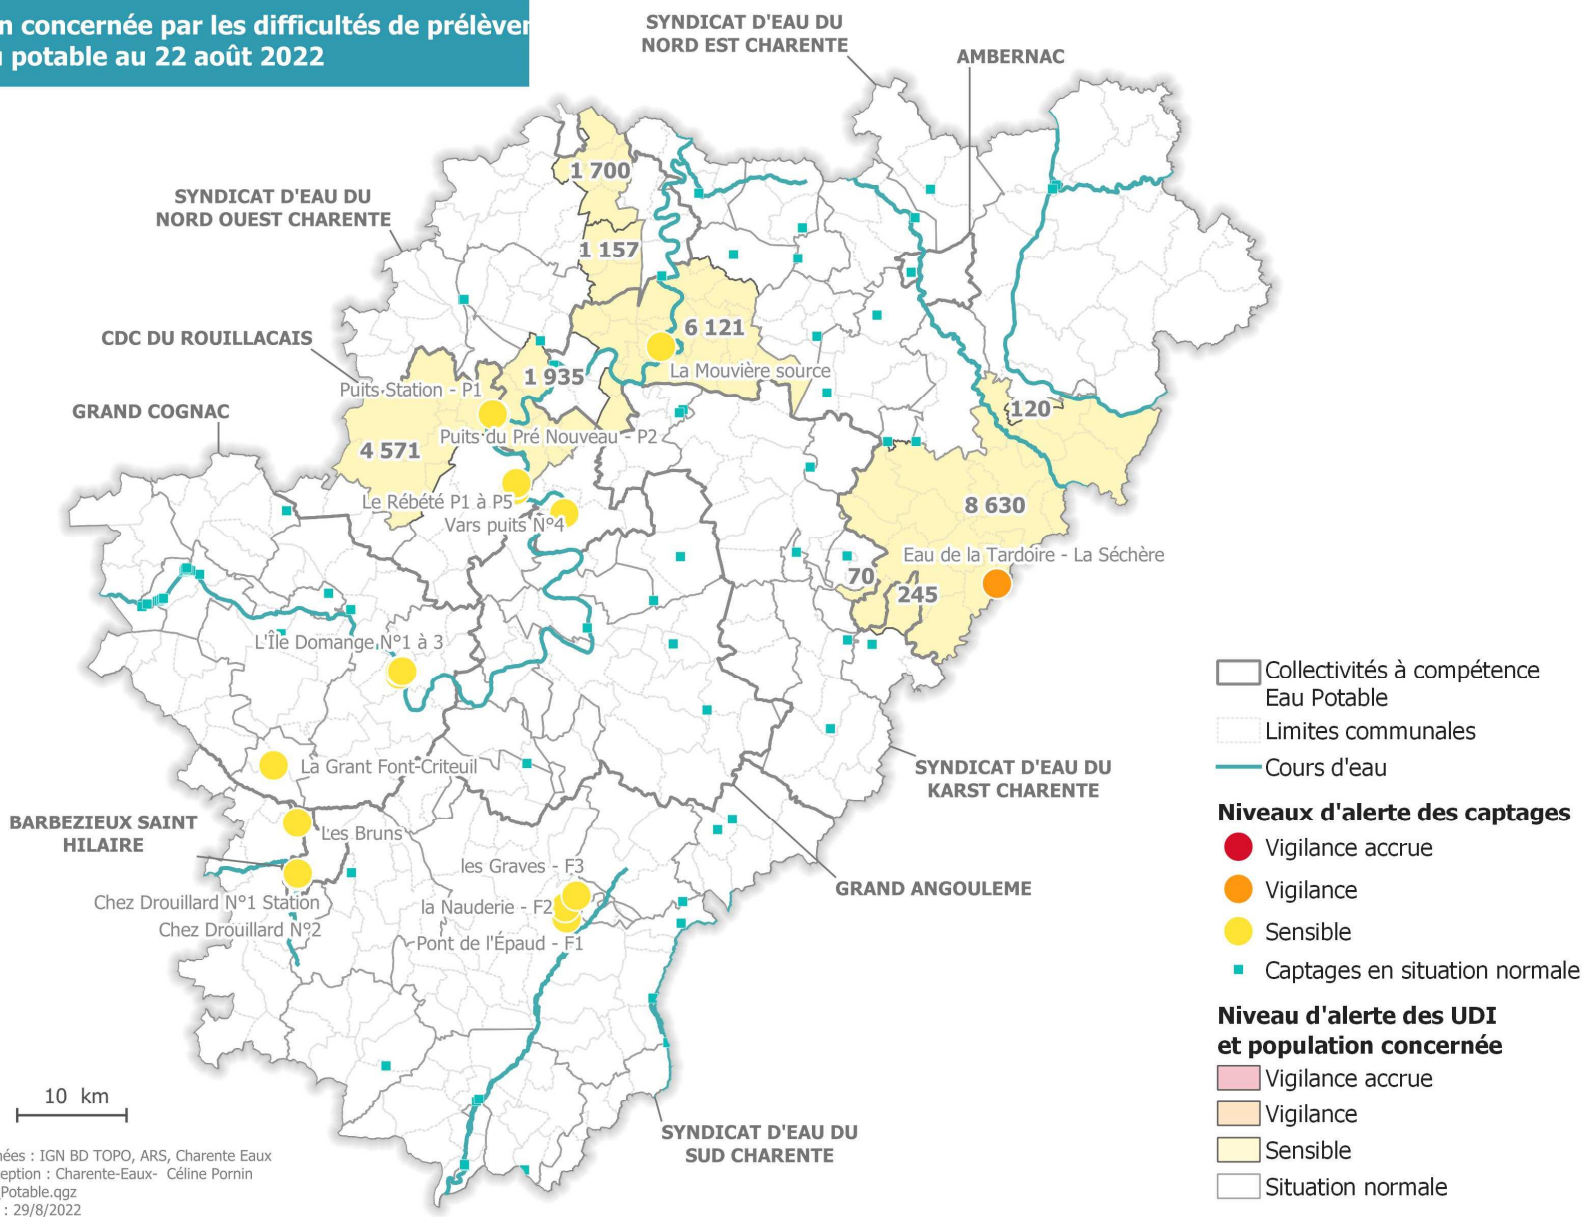 concernée par les difficultés de
potable au 22 août 2022
SYNDICAT D'EAU DU
NORD EST CHARENTE
AMBERNAC
SYNDICAT D'EAU DU
NORD OUEST CHARENTE
1 700
1 157
CDC DU ROUILLACAIS
6 121
La Mouvière source
1 935
Puits Station - P1
GRAND COGNAC
120
Puits du Pré Nouveau - P2
4 571
Le Rébété P1 à P5
8 630
Vars puits N°4
Eau de la Tardoire - La Séchère
70
245
L'Île Domange N°1 à 3
La Grant Font-Criteuil
SYNDICAT D'EAU DU
KARST CHARENTE
BARBEZIEUX SAINT
HILAIRE
Les Bruns
les Graves - F3
GRAND ANGOULEME
Chez Drouillard N°1 Station
la Nauderie - F2
Chez Drouillard N°2
Pont de l'Épaud - F1
SYNDICAT D'EAU DU
SUD CHARENTE
10 km
: IGN BD TOPO, ARS, Charente Eaux
: Charente-Eaux- Céline Pornin
Potable.qgz
: 29/8/2022
Collectivités à compétence
Eau Potable
Limites communales
Cours d'eau
Niveaux d'alerte des captages
Vigilance accrue
Vigilance
Sensible
Captages en situation normale
Niveau d'alerte des UDI
et population concernée
Vigilance accrue
Vigilance
Sensible
Situation normale